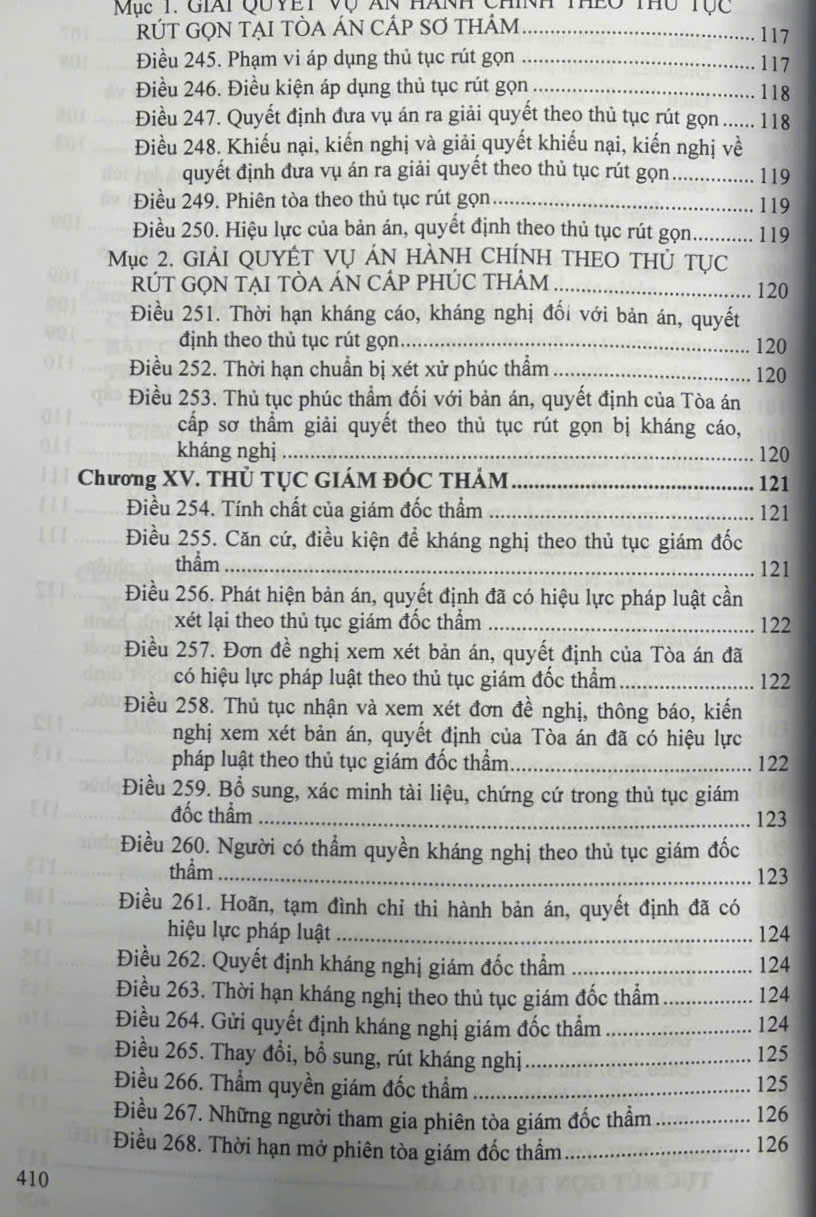 Mục 1. GIẢI QUYẾT VỤ ÁN HÀNH CHÍNH THEO THỦ TỤC
RÚT GỌN TẠI TÒA ÁN CẤP SƠ THẨM.......... 117
Điều 245. Phạm vi áp dụng thủ tục rút gọn .......... 117
Điều 246. Điều kiện áp dụng thủ tục rút gọn .......... 118
Điều 247. Quyết định đưa vụ án ra giải quyết theo thủ tục rút gọn ...... 118
Điều 248. Khiếu nại, kiến nghị và giải quyết khiếu nại, kiến nghị về
quyết định đưa vụ án ra giải quyết theo thủ tục rút gọn.......... 119
Điều 249. Phiên tòa theo thủ tục rút gọn.......... 119
Điều 250. Hiệu lực của bản án, quyết định theo thủ tục rút gọn.......... 119
Mục 2. GIẢI QUYẾT VỤ ÁN HÀNH CHÍNH THEO THỦ TỤC
RÚT GỌN TẠI TÒA ÁN CẤP PHÚC THẨM .......... 120
Điều 251. Thời hạn kháng cáo, kháng nghị đối với bản án, quyết
định theo thủ tục rút gọn.......... 120
Điều 252. Thời hạn chuẩn bị xét xử phúc thẩm .......... 120
Điều 253. Thủ tục phúc thẩm đối với bản án, quyết định của Tòa án
cấp sơ thẩm giải quyết theo thủ tục rút gọn bị kháng cáo,
kháng nghị .......... 120
Chương XV. THỦ TỤC GIÁM ĐỐC THẨM.......... 121
Điều 254. Tính chất của giám đốc thẩm .......... 121
Điều 255. Căn cứ, điều kiện để kháng nghị theo thủ tục giám đốc
thẩm .......... 121
Điều 256. Phát hiện bản án, quyết định đã có hiệu lực pháp luật cần
xét lại theo thủ tục giám đốc thẩm .......... 122
Điều 257. Đơn đề nghị xem xét bản án, quyết định của Tòa án đã
có hiệu lực pháp luật theo thủ tục giám đốc thẩm.......... 122
Điều 258. Thủ tục nhận và xem xét đơn đề nghị, thông báo, kiến
nghị xem xét bản án, quyết định của Tòa án đã có hiệu lực
pháp luật theo thủ tục giám đốc thẩm.......... 122
Điều 259. Bổ sung, xác minh tài liệu, chứng cứ trong thủ tục giám
đốc thẩm .......... 123
Điều 260. Người có thẩm quyền kháng nghị theo thủ tục giám đốc
thẩm .......... 123
Điều 261. Hoãn, tạm đình chỉ thi hành bản án, quyết định đã có
hiệu lực pháp luật .......... 124
Điều 262. Quyết định kháng nghị giám đốc thẩm .......... 124
Điều 263. Thời hạn kháng nghị theo thủ tục giám đốc thẩm .......... 124
Điều 264. Gửi quyết định kháng nghị giám đốc thẩm .......... 124
Điều 265. Thay đổi, bổ sung, rút kháng nghị .......... 125
Điều 266. Thẩm quyền giám đốc thẩm .......... 125
Điều 267. Những người tham gia phiên tòa giám đốc thẩm .......... 126
Điều 268. Thời hạn mở phiên tòa giám đốc thẩm.......... 126
410